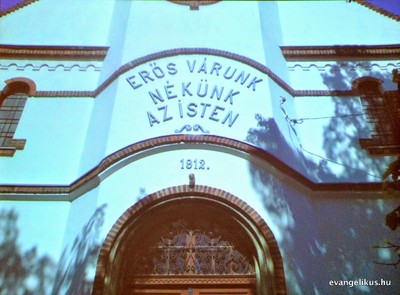 ERŐS VÁRUNK
NÉKÜNK
AZ ISTEN
1912.
evangelikus.hu